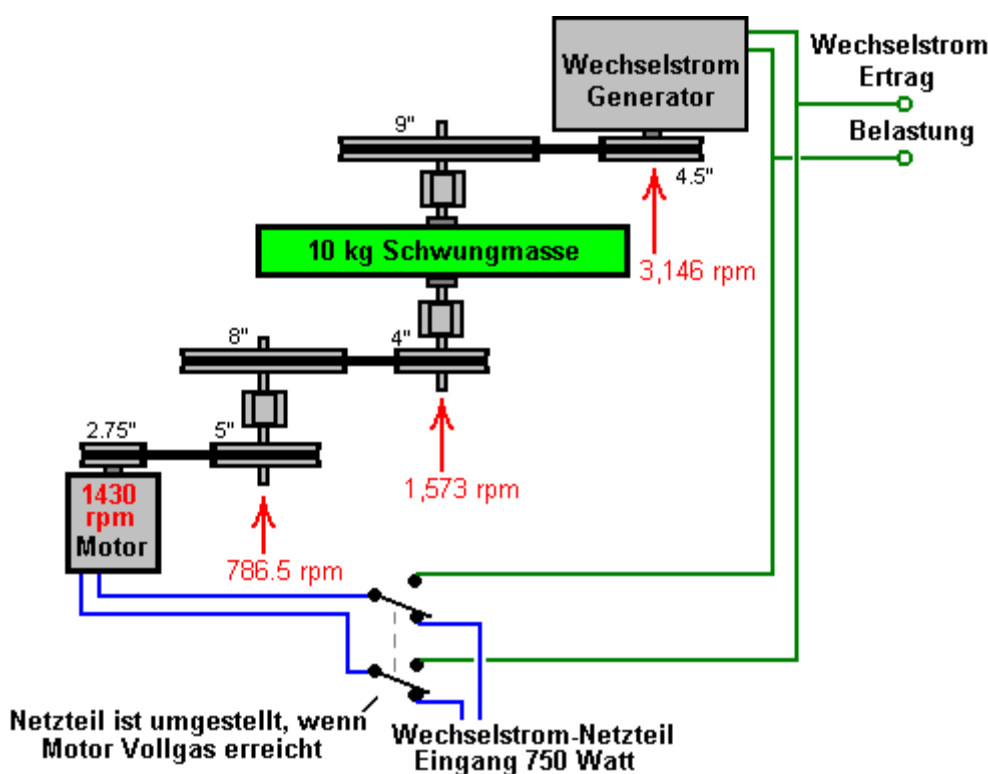 Wechselstrom
Generator
Wechselstrom
Ertrag
Belastung
9"
4.5"
10 kg Schwungmasse
3,146 rpm
8"
4"
2.75"
5"
1430
rpm
Motor
1,573 rpm
786.5 rpm
Netzteil ist umgestellt, wenn
Motor Vollgas erreicht
Wechselstrom-Netzteil
Eingang 750 Watt